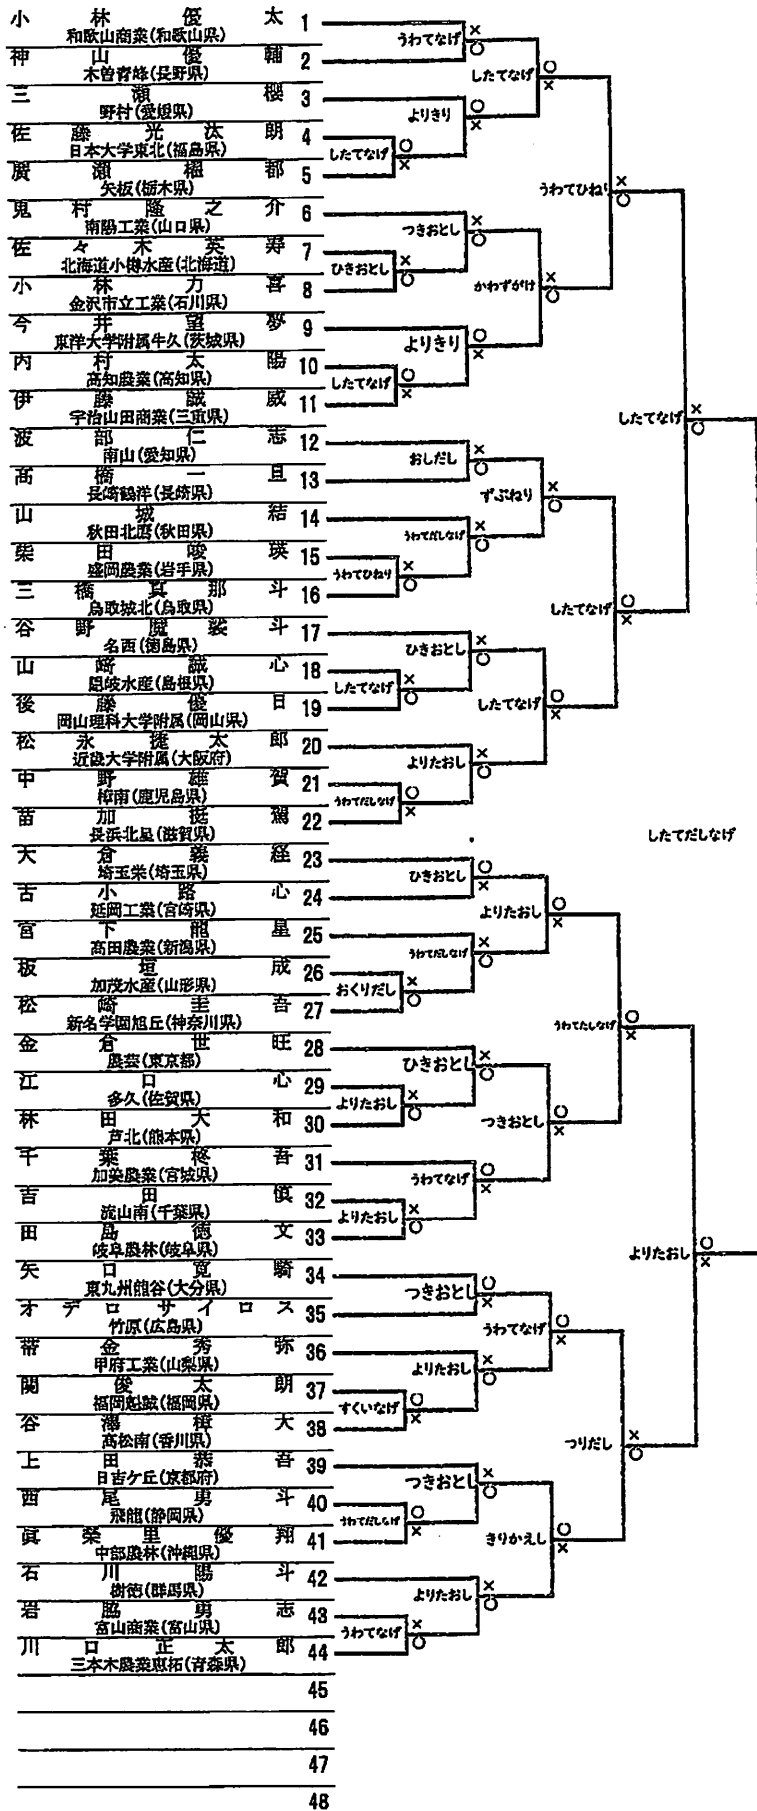 小林優太 1
和歌山商業(和歌山県)
神山優輔 2
木曽青峰(長野県)
三瀬櫻 3
野村(愛媛県)
佐藤光汰朗 4
日本大学東北(福島県)
廣瀬楹都 5
矢板(栃木県)
鬼村隆之介 6
南陽工業(山口県)
佐々木英寿 7
北海道小樽水産(北海道)
小林力喜 8
金沢市立工業(石川県)
今井望夢 9
東洋大学附属牛久(茨城県)
内村太陽 10
高知農業(高知県)
伊藤誠威 11
宇治山田商業(三重県)
波部仁志 12
南山(愛知県)
髙橋一旦 13
長崎鶴洋(長崎県)
山城結 14
秋田北鷹(秋田県)
柴田崚瑛 15
盛岡農業(岩手県)
三橋真那斗 16
鳥取城北(鳥取県)
谷野魔裟斗 17
名西(徳島県)
山﨑誠心 18
隠岐水産(島根県)
後藤優日 19
岡山理科大学附属(岡山県)
松永捷太郎 20
近畿大学附属(大阪府)
中野雄賀 21
樟南(鹿児島県)
苗加挺駕 22
長浜北星(滋賀県)
大倉義経 23
埼玉栄(埼玉県)
古小路心 24
延岡工業(宮崎県)
宮下龍星 25
高田農業(新潟県)
板垣成 26
加茂水産(山形県)
松崎圭吾 27
新名学園旭丘(神奈川県)
金倉世旺 28
農芸(東京都)
江口心 29
多久(佐賀県)
林田大和 30
芦北(熊本県)
千葉柊吾 31
加美農業(宮城県)
吉田慎 32
流山南(千葉県)
田島徳文 33
岐阜農林(岐阜県)
矢口寛騎 34
東九州龍谷(大分県)
オデロサイロス 35
竹原(広島県)
帯金秀弥 36
甲府工業(山梨県)
関俊太朗 37
福岡魁誠(福岡県)
谷澤樟大 38
高松南(香川県)
上田恭吾 39
日吉ケ丘(京都府)
西尾勇斗 40
飛龍(静岡県)
眞榮里優翔 41
中部農林(沖縄県)
石川陽斗 42
樹徳(群馬県)
岩脇勇志 43
富山商業(富山県)
川口正太郎 44
三本木農業恵拓(青森県)
45
46
47
48
したてなげ
ひきおとし
したてなげ
うわてひねり
したてなげ
うわてだしなげ
おくりだし
よりたおし
よりたおし
すくいなげ
うわてだしなげ
うわてなげ
うわてなげ
よりきり
つきおとし
よりきり
おしだし
うわてだしなげ
ひきおとし
よりたおし
ひきおとし
うわてだしなげ
ひきおとし
うわてなげ
つきおとし
よりたおし
つきおとし
よりたおし
したてなげ
かわずがけ
ずぶねり
したてなげ
よりたおし
つきおとし
うわてなげ
きりかえし
うわてひねり
したてなげ
うわてだしなげ
つりだし
したてなげ
よりたおし
したてだしなげ